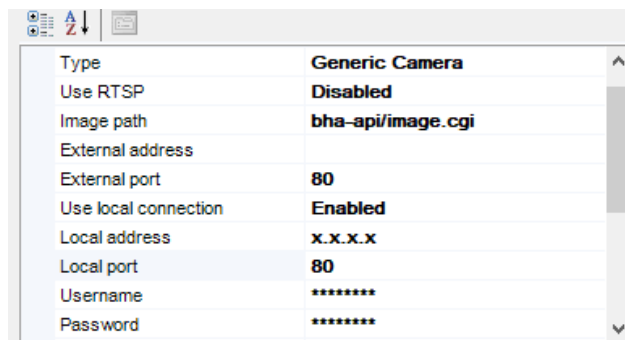 Type Generic Camera
Use RTSP Disabled
Image path bha-api/image.cgi
External address
External port 80
Use local connection Enabled
Local address x.x.x.x
Local port 80
Username ********
Password ********